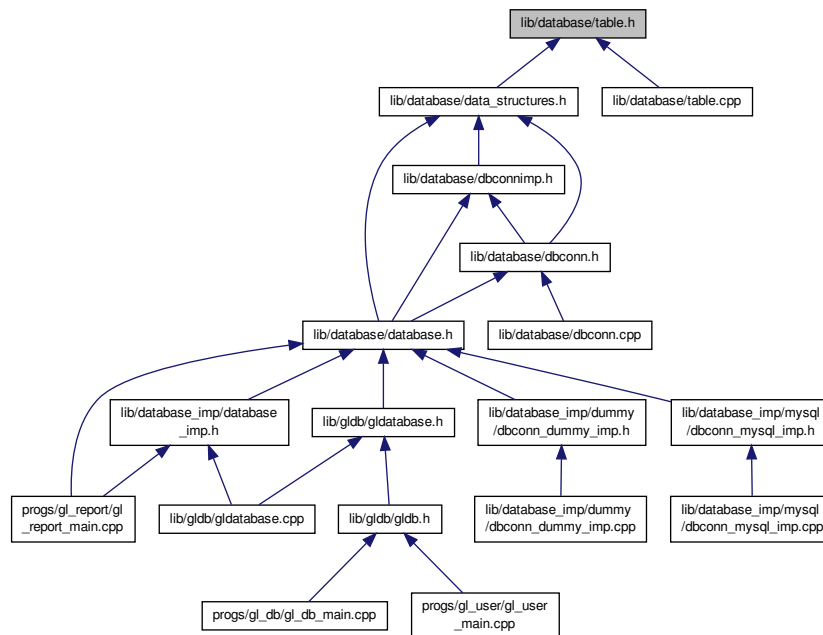 lib/database/table.h
lib/database/data_structures.h
lib/database/table.cpp
lib/database/dbconnimp.h
lib/database/dbconn.h
lib/database/database.h
lib/database/dbconn.cpp
lib/database_imp/database
_imp.h
lib/gldb/gldatabase.h
lib/database_imp/dummy
/dbconn_dummy_imp.h
lib/database_imp/mysql
/dbconn_mysql_imp.h
progs/gl_report/gl
_report_main.cpp
lib/gldb/gldatabase.cpp
lib/gldb/gldb.h
lib/database_imp/dummy
/dbconn_dummy_imp.cpp
lib/database_imp/mysql
/dbconn_mysql_imp.cpp
progs/gl_db/gl_db_main.cpp
progs/gl_user/gl_user
_main.cpp